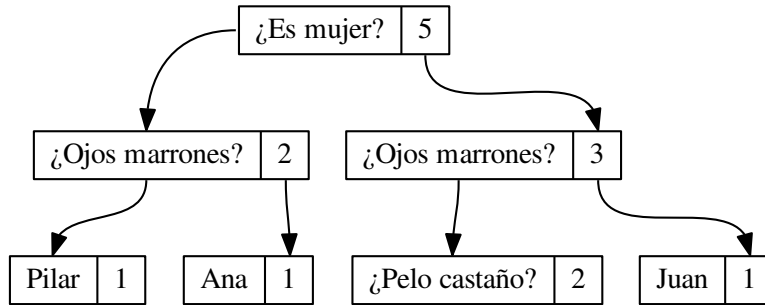 ¿Es mujer? 5
¿Ojos marrones? 2 ¿Ojos marrones? 3
Pilar 1 Ana 1 ¿Pelo castaño? 2 Juan 1